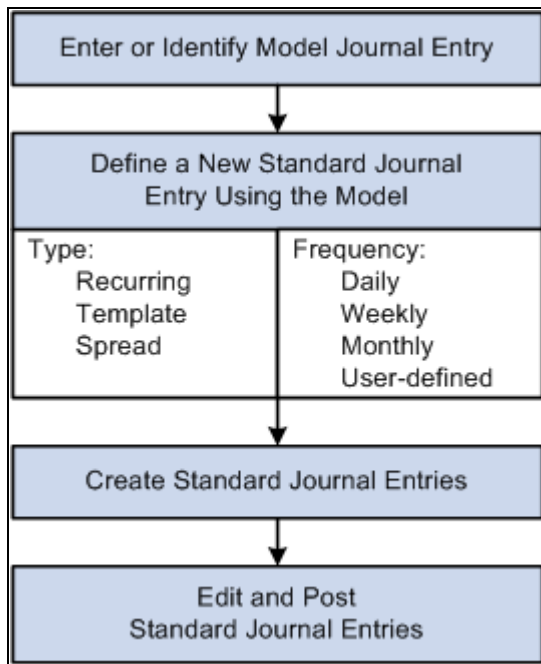 Enter or Identify Model Journal Entry
Define a New Standard Journal
Entry Using the Model
Type:
Recurring
Template
Spread
Frequency:
Daily
Weekly
Monthly
User-defined
Create Standard Journal Entries
Edit and Post
Standard Journal Entries